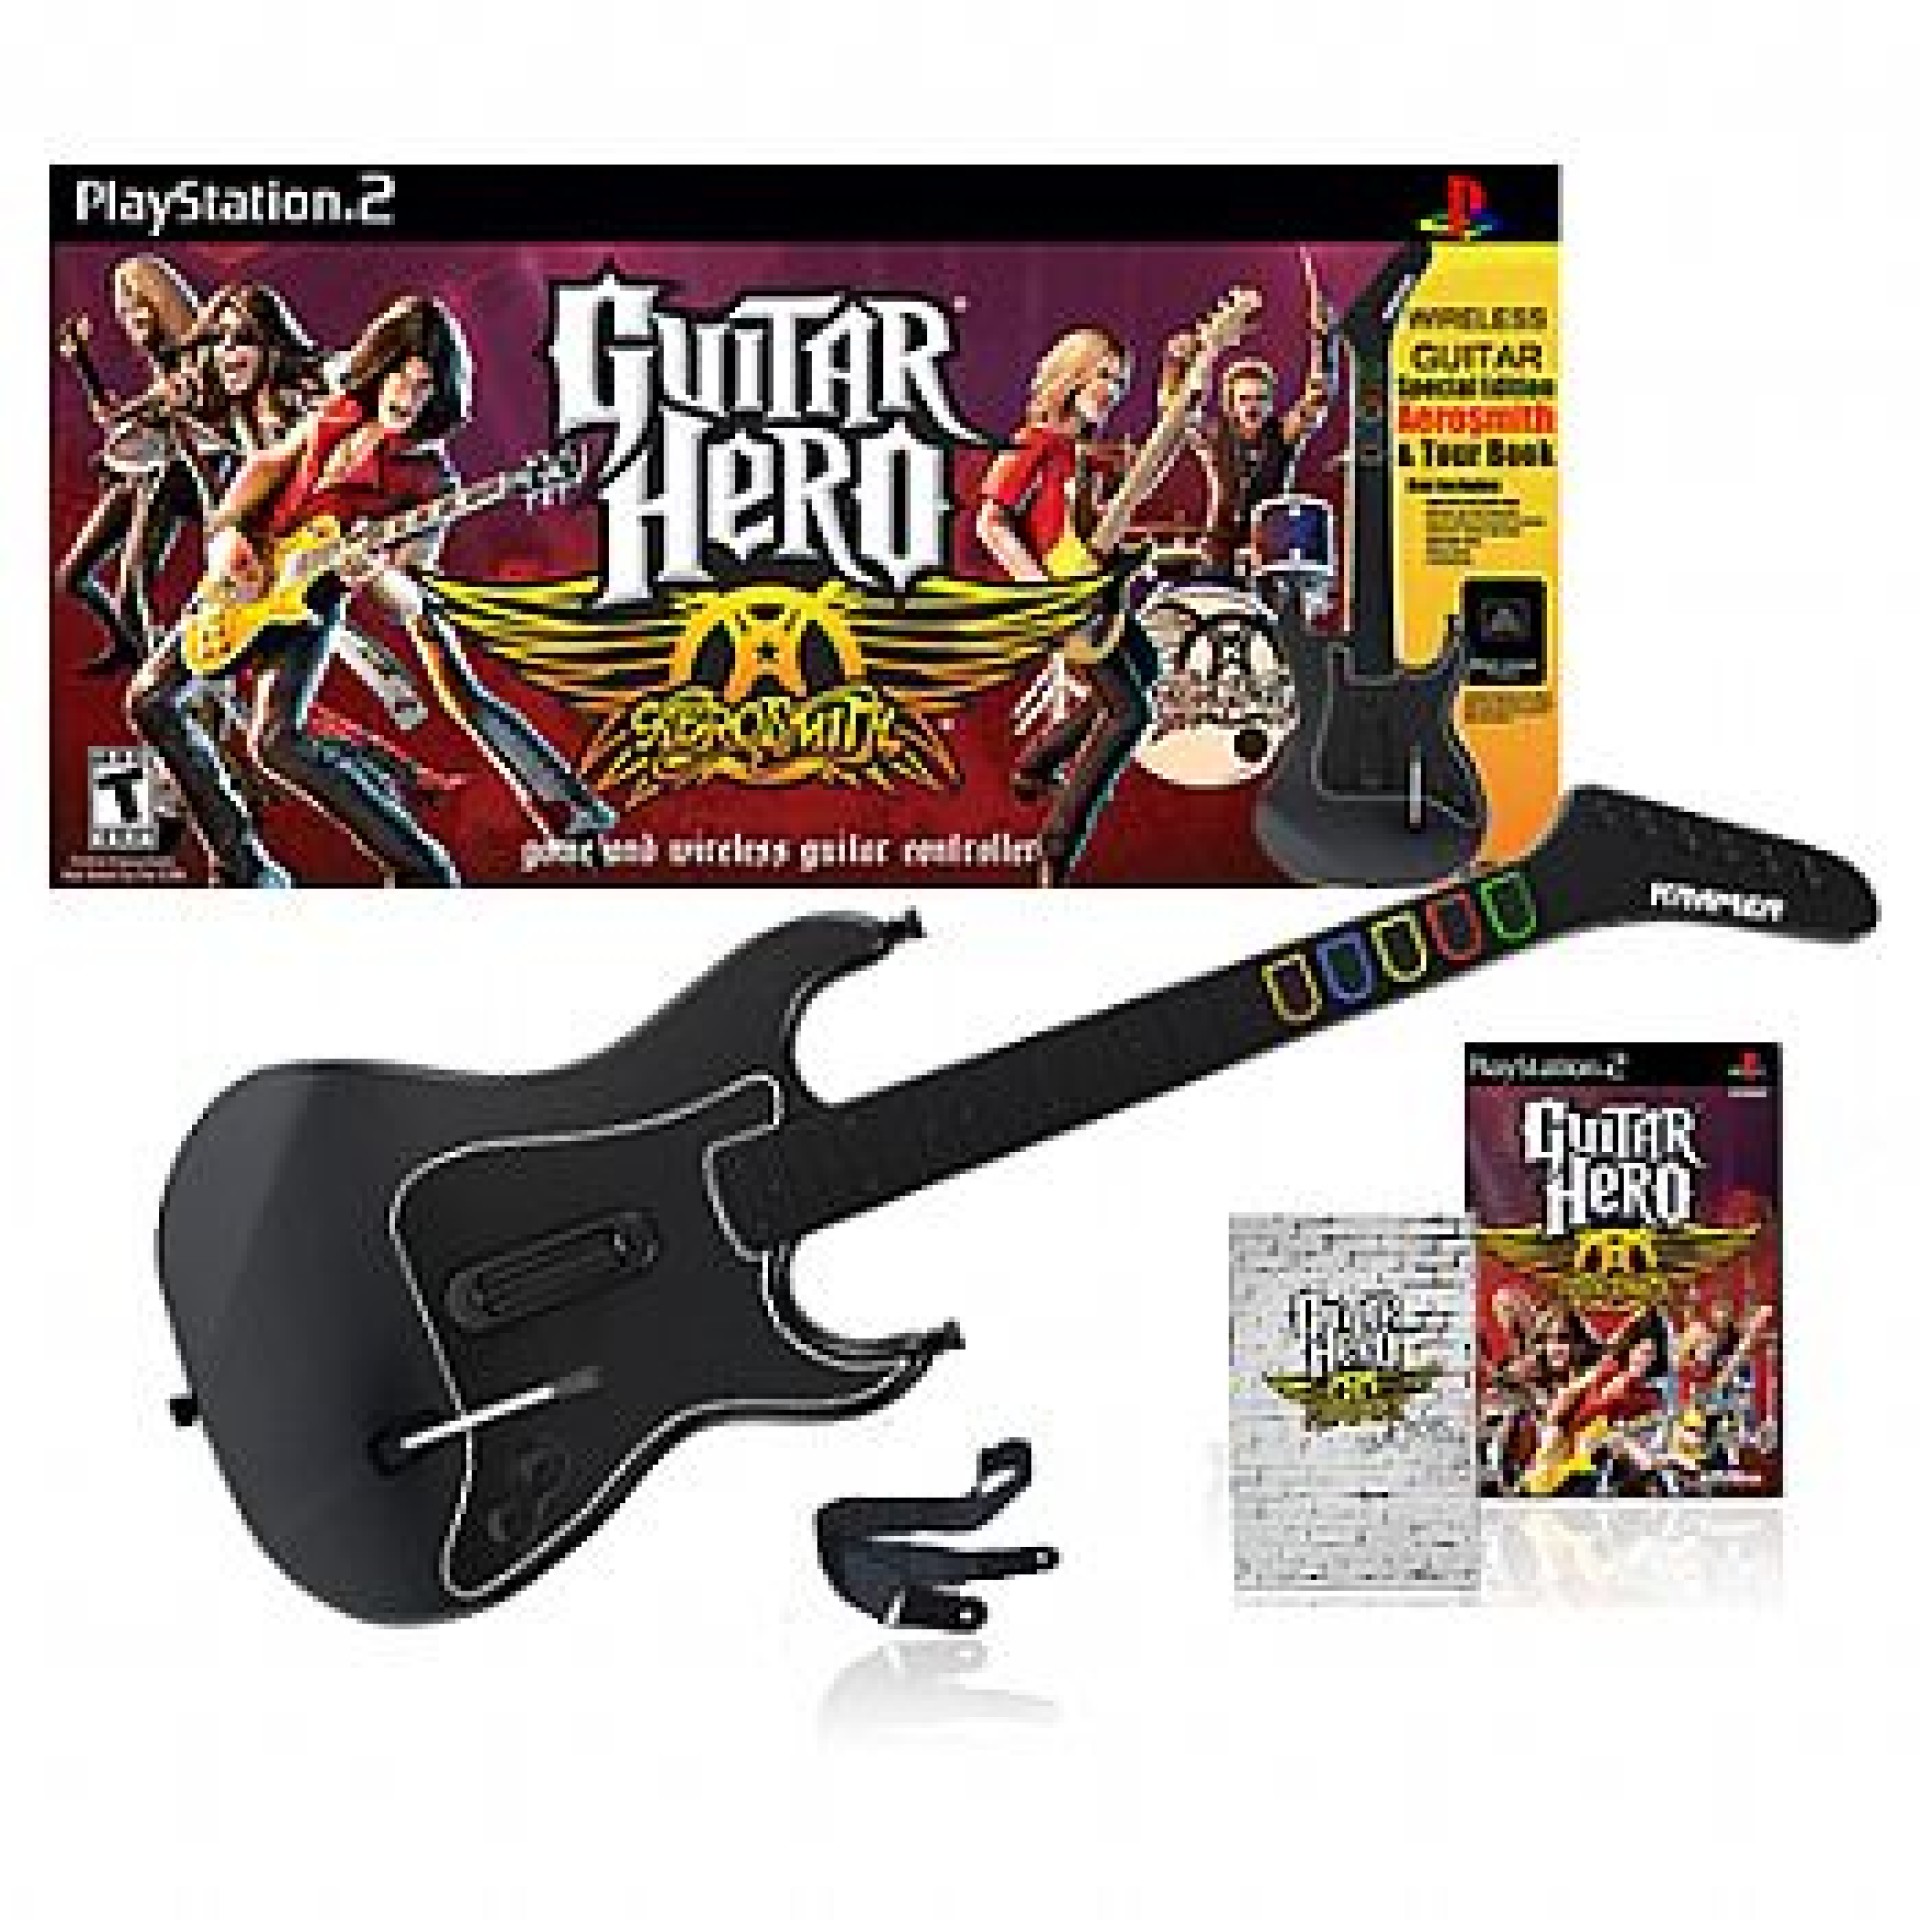 PlayStation.2
GUITAR
HERO
AEROSMITH
game and wireless guitar controller
T
WIRELESS
GUITAR
Special Edition
Aerosmith
& Tour Book
KRAMER
PlayStation.2
GUITAR
HERO
GUITAR
HERO